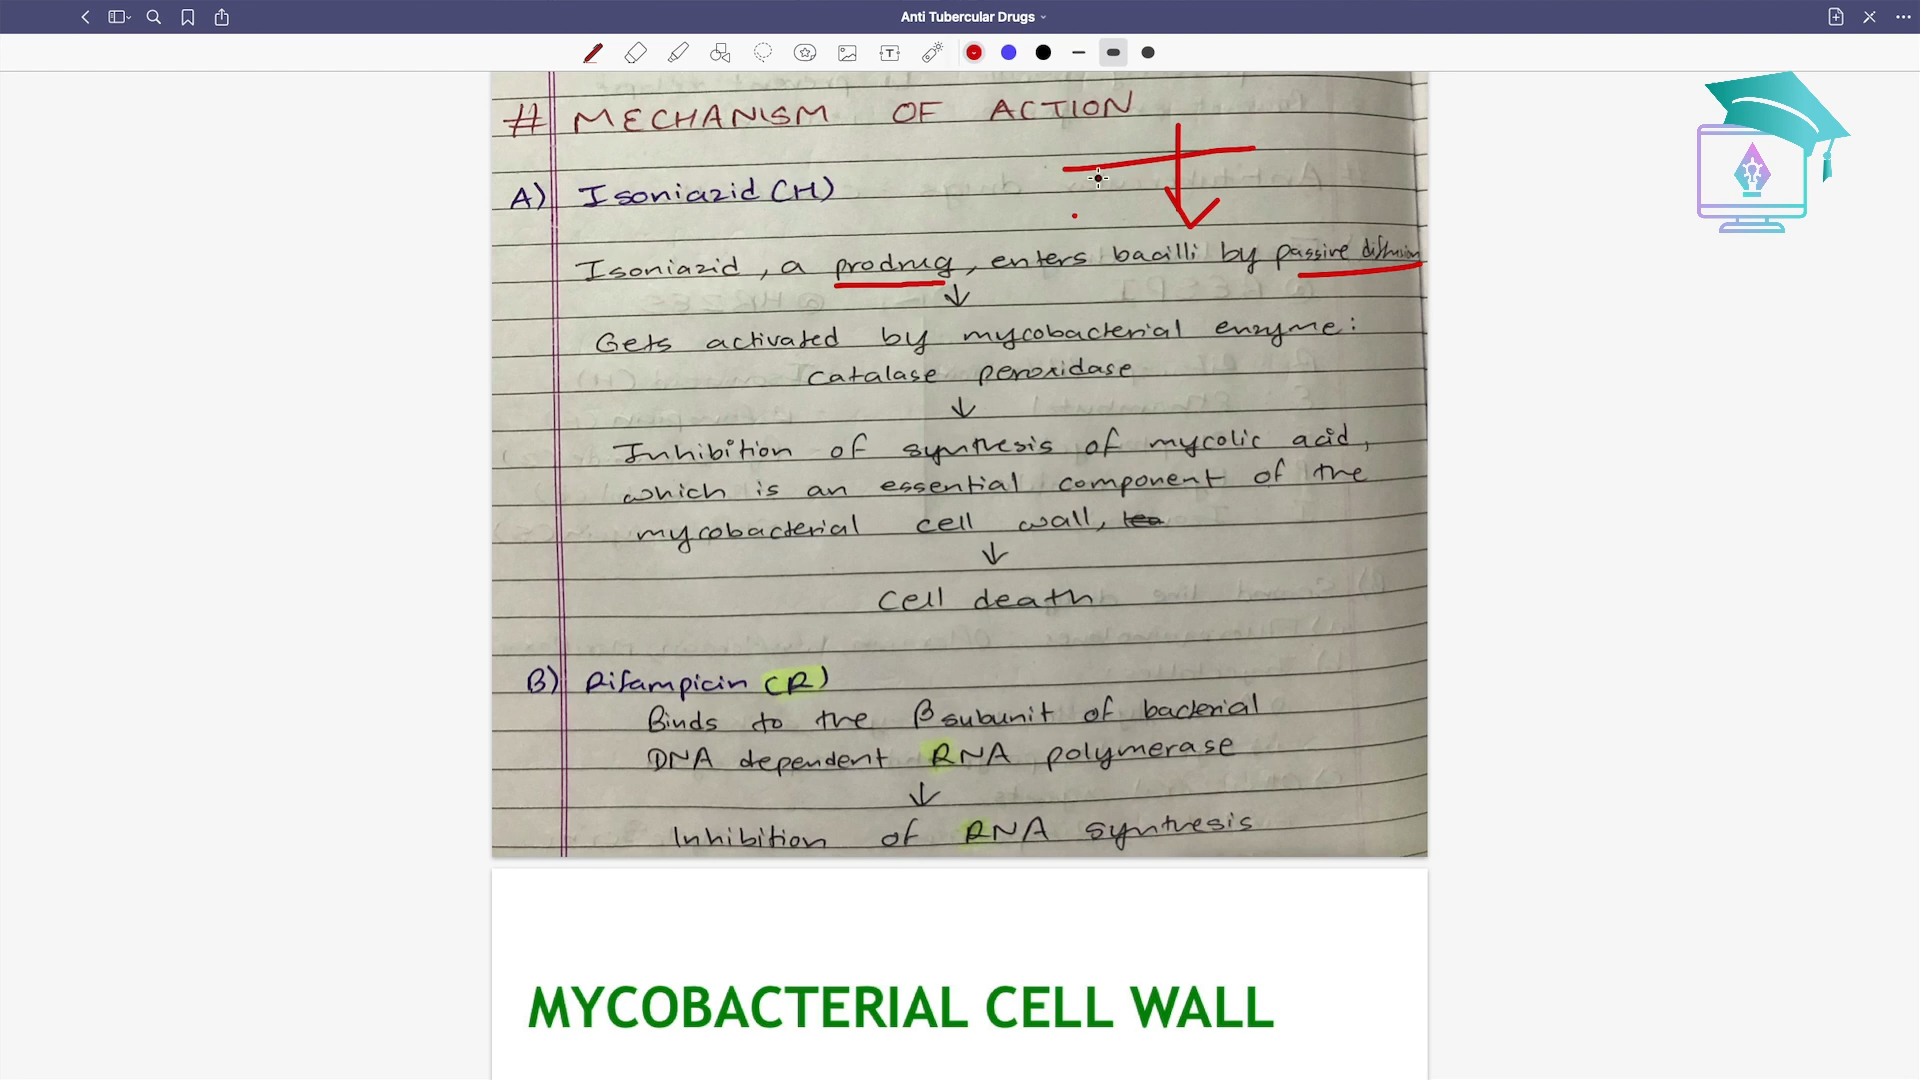 Anti Tubercular Drugs
# MECHANISM OF ACTION
A) Isoniazid (H)
Isoniazid, a prodrug, enters bacilli by passive diffusion
↓
Gets activated by mycobacterial enzyme:
catalase peroxidase
↓
Inhibition of synthesis of mycolic acid,
which is an essential component of the
mycobacterial cell wall,
↓
Cell death
B) Rifampicin (R)
Binds to the β subunit of bacterial
DNA dependent RNA polymerase
↓
Inhibition of RNA synthesis
MYCOBACTERIAL CELL WALL